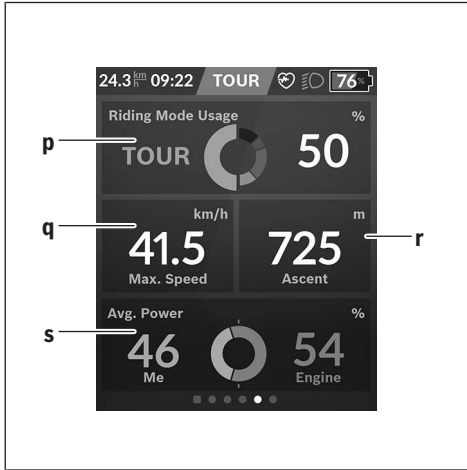 24.3 km/h 09:22 TOUR 76%
Riding Mode Usage %
p
TOUR 50
km/h m
q
41.5 725
r
Max. Speed Ascent
Avg. Power %
s
46 54
Me Engine